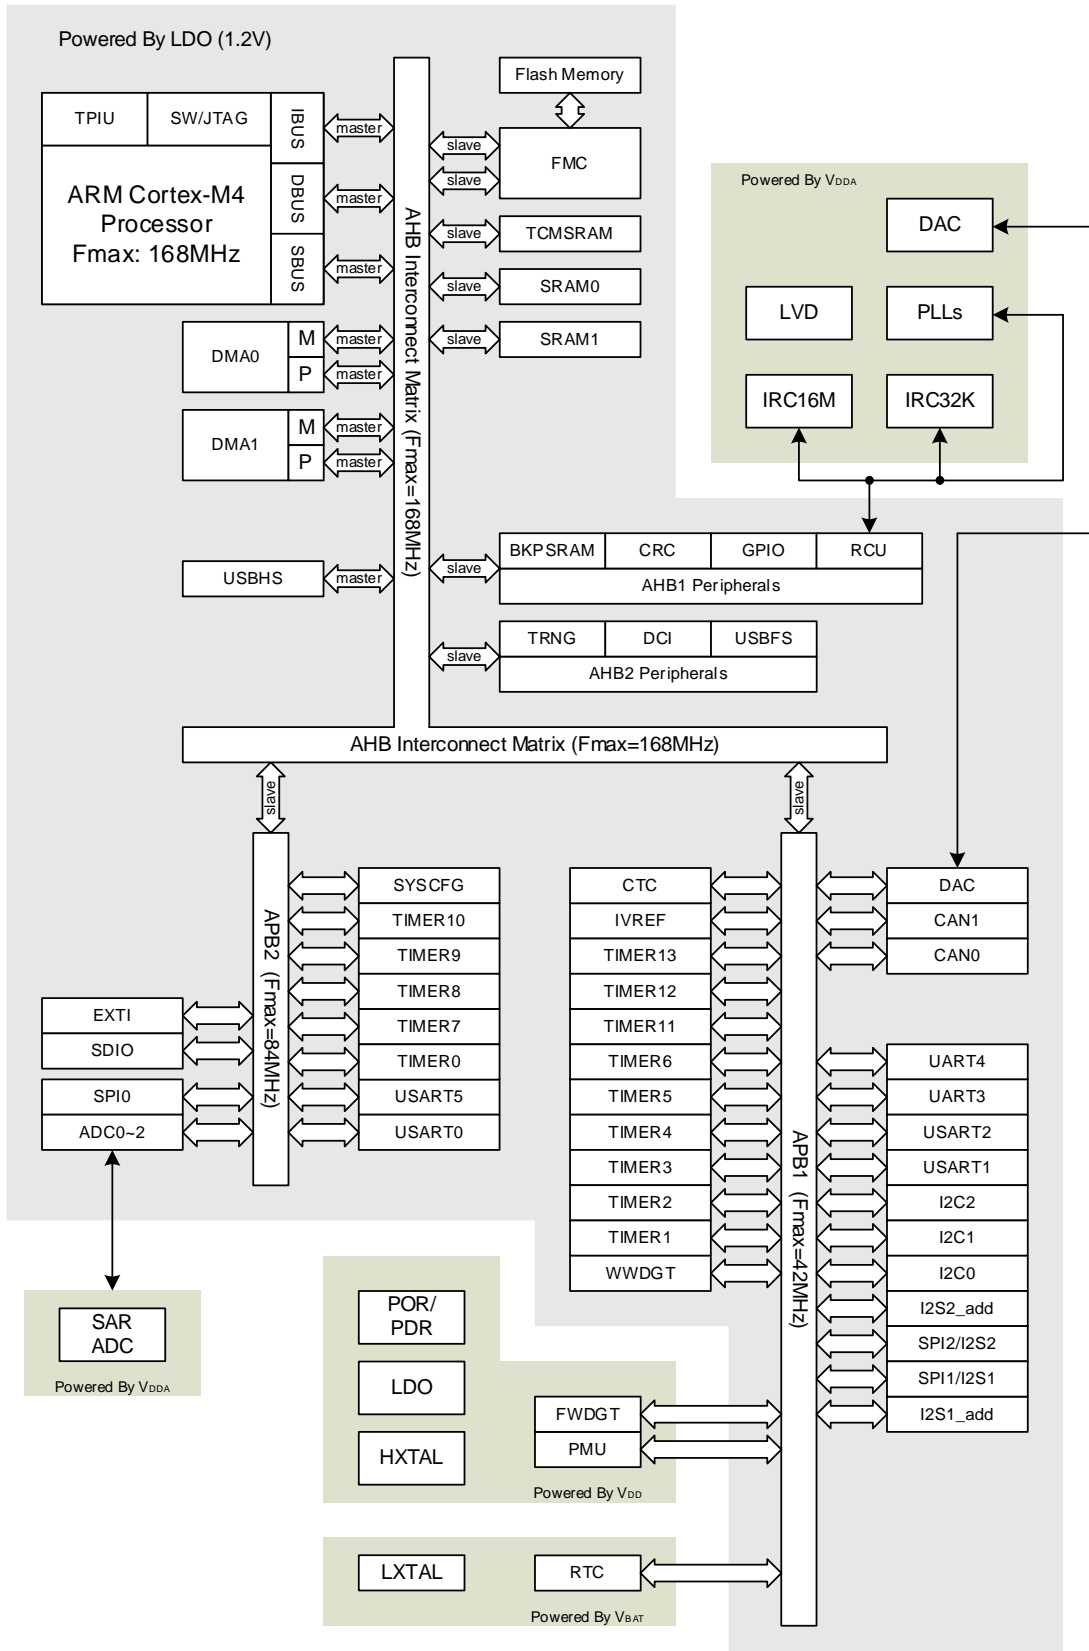 Powered By LDO (1.2V)
TPIU
SW/JTAG
IBUS
DBUS
SBUS
ARM Cortex-M4
Processor
Fmax: 168MHz
master
master
master
DMA0
M
P
master
master
DMA1
M
P
master
master
USBHS
master
AHB Interconnect Matrix (Fmax=168MHz)
Flash Memory
FMC
slave
slave
TCMSRAM
slave
SRAM0
slave
SRAM1
slave
Powered By VDDA
DAC
LVD
PLLs
IRC16M
IRC32K
BKPSRAM
CRC
GPIO
RCU
AHB1 Peripherals
slave
TRNG
DCI
USBFS
AHB2 Peripherals
slave
AHB Interconnect Matrix (Fmax=168MHz)
slave
slave
APB2 (Fmax=84MHz)
EXTI
SDIO
SPI0
ADC0~2
SYSCFG
TIMER10
TIMER9
TIMER8
TIMER7
TIMER0
USART5
USART0
CTC
IVREF
TIMER13
TIMER12
TIMER11
TIMER6
TIMER5
TIMER4
TIMER3
TIMER2
TIMER1
WWDGT
APB1 (Fmax=42MHz)
DAC
CAN1
CAN0
UART4
UART3
USART2
USART1
I2C2
I2C1
I2C0
I2S2_add
SPI2/I2S2
SPI1/I2S1
I2S1_add
SAR
ADC
Powered By VDDA
POR/
PDR
LDO
HXTAL
FWDGT
PMU
Powered By VDD
LXTAL
RTC
Powered By VBAT